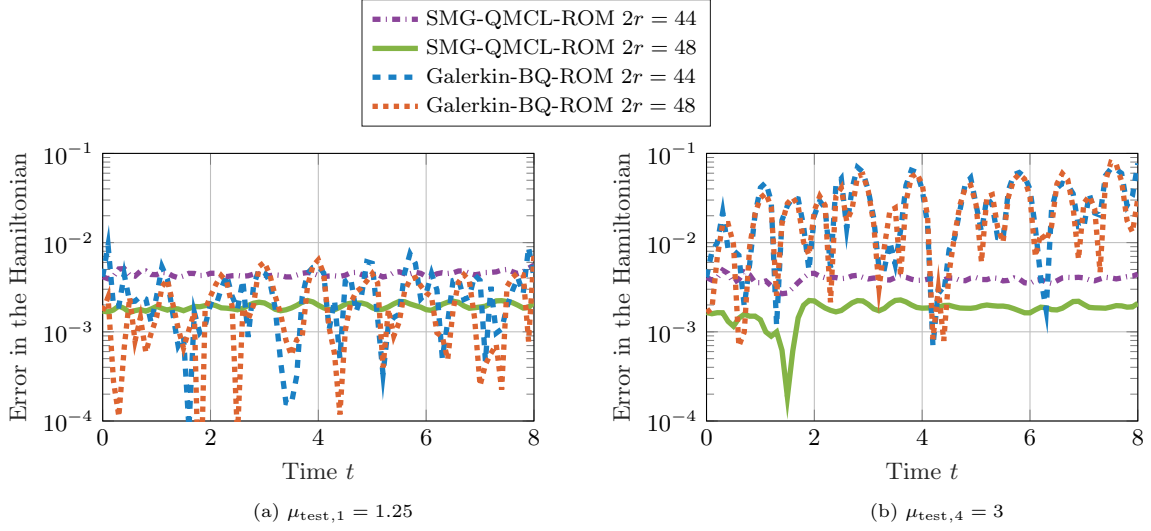 SMG-QMCL-ROM 2r = 44
SMG-QMCL-ROM 2r = 48
Galerkin-BQ-ROM 2r = 44
Galerkin-BQ-ROM 2r = 48
Error in the Hamiltonian
10⁻¹
10⁻²
10⁻³
10⁻⁴
0 2 4 6 8
Time t
(a) μtest,1 = 1.25
Error in the Hamiltonian
10⁻¹
10⁻²
10⁻³
10⁻⁴
0 2 4 6 8
Time t
(b) μtest,4 = 3